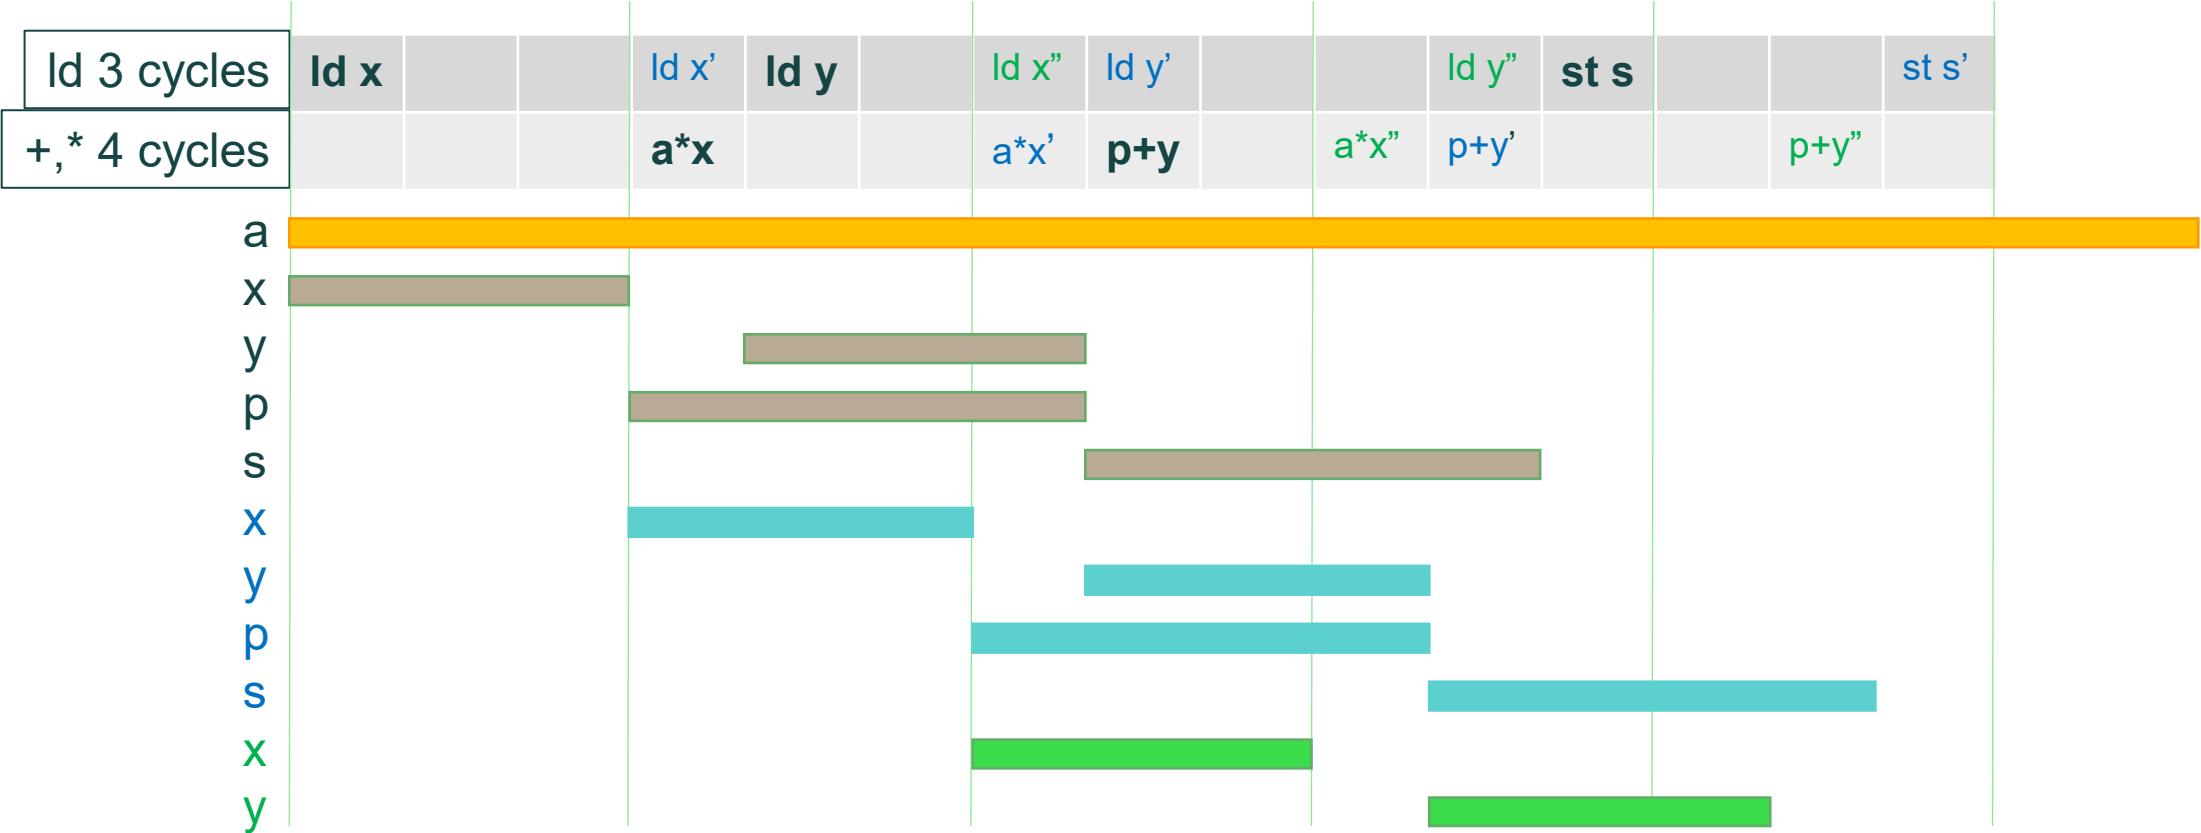 ld 3 cycles ld x ld x’ ld y ld x” ld y’ ld y” st s st s’
+,* 4 cycles a*x a*x’ p+y a*x” p+y’ p+y”
a
x
y
p
s
x
y
p
s
x
y